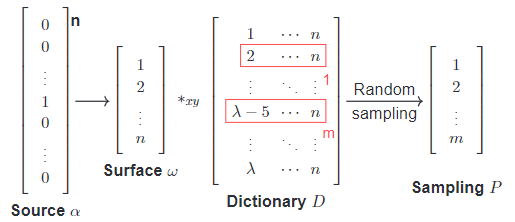 0
0
⋮
1
0
⋮
0
n
Source α
1
2
⋮
n
Surface ω
*xy
1 ⋯ n
2 ⋯ n
⋮ ⋱ ⋮ 1
λ − 5 ⋯ n
⋮ ⋱ ⋮ m
λ ⋯ n
Dictionary D
Random
sampling
1
2
⋮
m
Sampling P